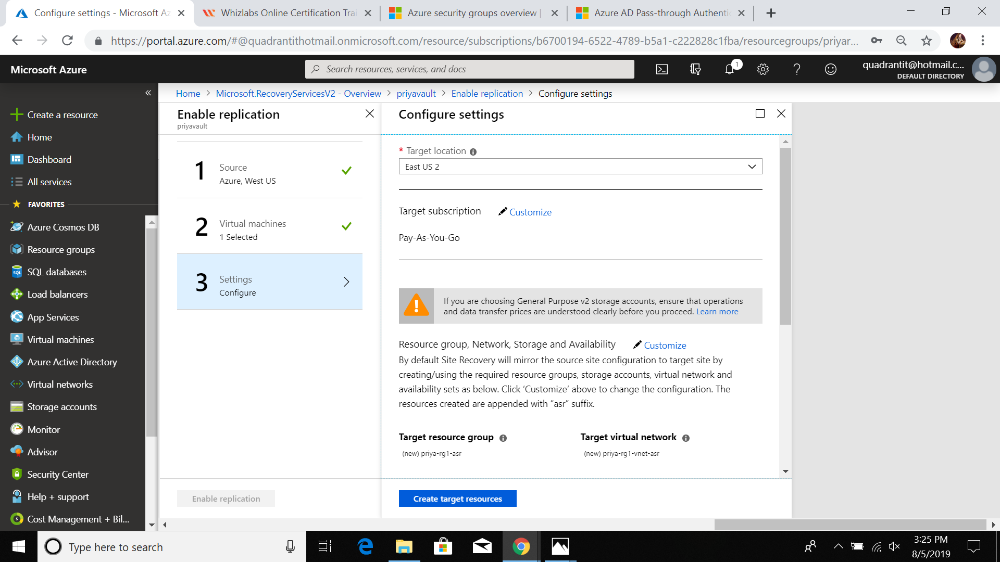 Configure settings - Microsoft Az
Whizlabs Online Certification Trai
Azure security groups overview |
Azure AD Pass-through Authenti
https://portal.azure.com/#@quadrantithotmail.onmicrosoft.com/resource/subscriptions/b6700194-6522-4789-b5a1-c222828c1fba/resourcegroups/priyar...
Microsoft Azure
Search resources, services, and docs
1
quadrantit@hotmail.c...
DEFAULT DIRECTORY
Home > Microsoft.RecoveryServicesV2 - Overview > priyavault > Enable replication > Configure settings
Create a resource
Home
Dashboard
All services
FAVORITES
Azure Cosmos DB
Resource groups
SQL databases
Load balancers
App Services
Virtual machines
Azure Active Directory
Virtual networks
Storage accounts
Monitor
Advisor
Security Center
Help + support
Cost Management + Bil...
Enable replication
priyavault
1
Source
Azure, West US
2
Virtual machines
1 Selected
3
Settings
Configure
Enable replication
Configure settings
* Target location
East US 2
Target subscription
Customize
Pay-As-You-Go
If you are choosing General Purpose v2 storage accounts, ensure that operations
and data transfer prices are understood clearly before you proceed. Learn more
Resource group, Network, Storage and Availability
Customize
By default Site Recovery will mirror the source site configuration to target site by
creating/using the required resource groups, storage accounts, virtual network and
availability sets as below. Click ‘Customize’ above to change the configuration. The
resources created are appended with “asr” suffix.
Target resource group
(new) priya-rg1-asr
Target virtual network
(new) priya-rg1-vnet-asr
Create target resources
Type here to search
3:25 PM
8/5/2019